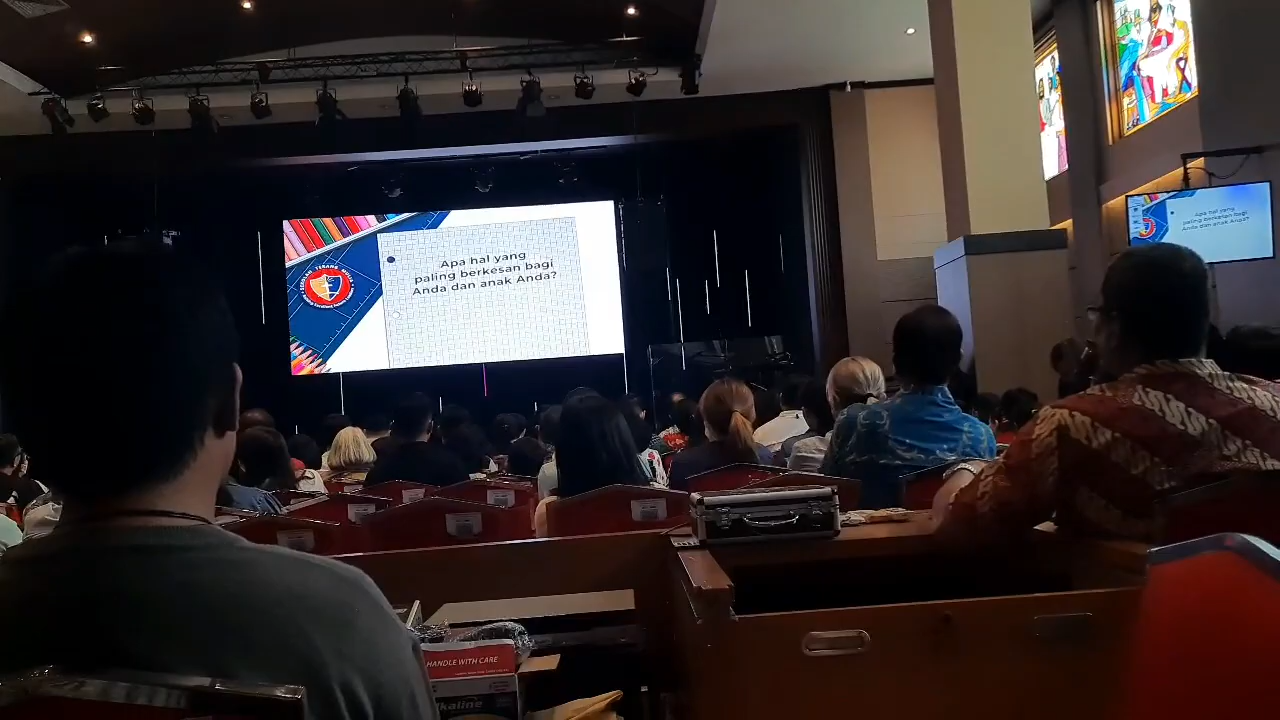 Apa hal yang
paling berkesan bagi
Anda dan anak Anda?
Apa hal yang
paling berkesan bagi
Anda dan anak Anda?
HANDLE WITH CARE
lkaline